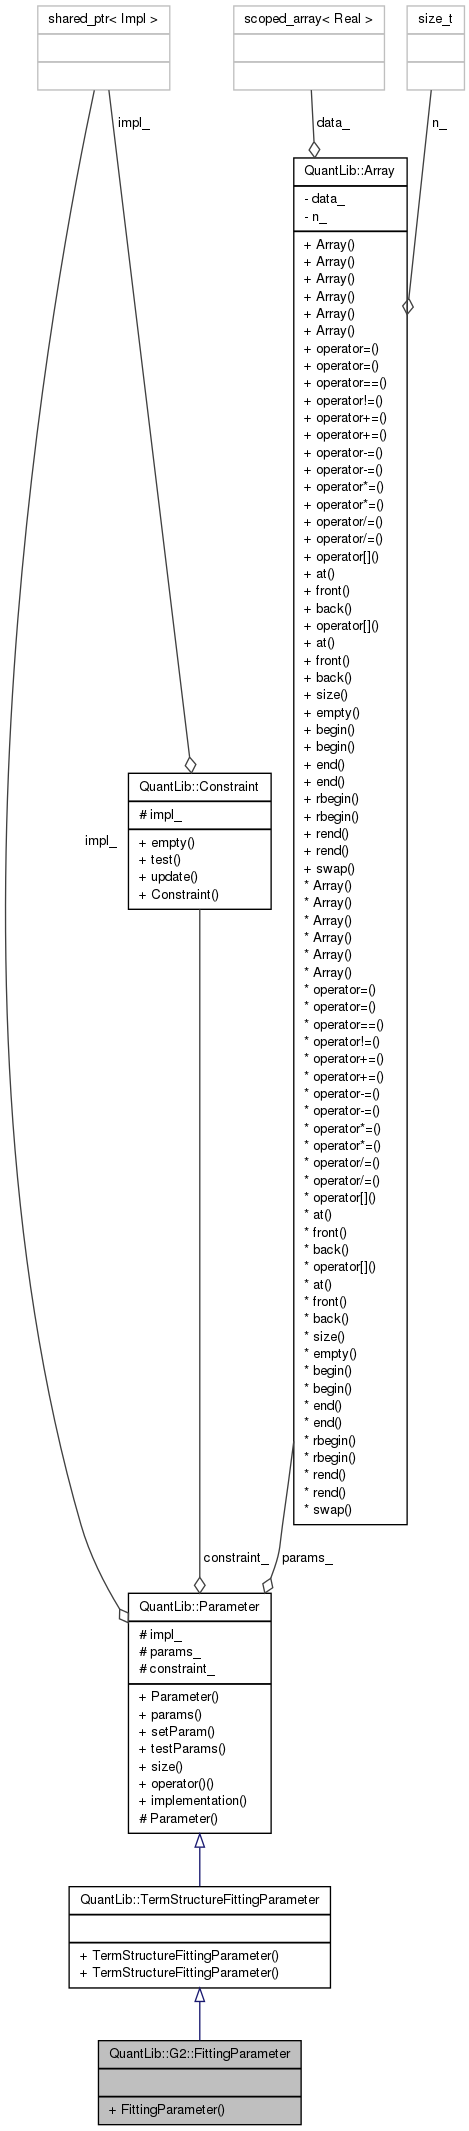 shared_ptr< Impl >
scoped_array< Real >
size_t
impl_
data_
n_
QuantLib::Array
- data_
- n_
+ Array()
+ Array()
+ Array()
+ Array()
+ Array()
+ Array()
+ operator=()
+ operator=()
+ operator==()
+ operator!=()
+ operator+=()
+ operator+=()
+ operator-=()
+ operator-=()
+ operator*=()
+ operator*=()
+ operator/=()
+ operator/=()
+ operator[]()
+ at()
+ front()
+ back()
+ operator[]()
+ at()
+ front()
+ back()
+ size()
+ empty()
+ begin()
+ begin()
+ end()
+ end()
+ rbegin()
+ rbegin()
+ rend()
+ rend()
+ swap()
* Array()
* Array()
* Array()
* Array()
* Array()
* Array()
* operator=()
* operator=()
* operator==()
* operator!=()
* operator+=()
* operator+=()
* operator-=()
* operator-=()
* operator*=()
* operator*=()
* operator/=()
* operator/=()
* operator[]()
* at()
* front()
* back()
* operator[]()
* at()
* front()
* back()
* size()
* empty()
* begin()
* begin()
* end()
* end()
* rbegin()
* rbegin()
* rend()
* rend()
* swap()
QuantLib::Constraint
# impl_
+ empty()
+ test()
+ update()
+ Constraint()
impl_
constraint_
params_
QuantLib::Parameter
# impl_
# params_
# constraint_
+ Parameter()
+ params()
+ setParam()
+ testParams()
+ size()
+ operator()()
+ implementation()
# Parameter()
QuantLib::TermStructureFittingParameter
+ TermStructureFittingParameter()
+ TermStructureFittingParameter()
QuantLib::G2::FittingParameter
+ FittingParameter()